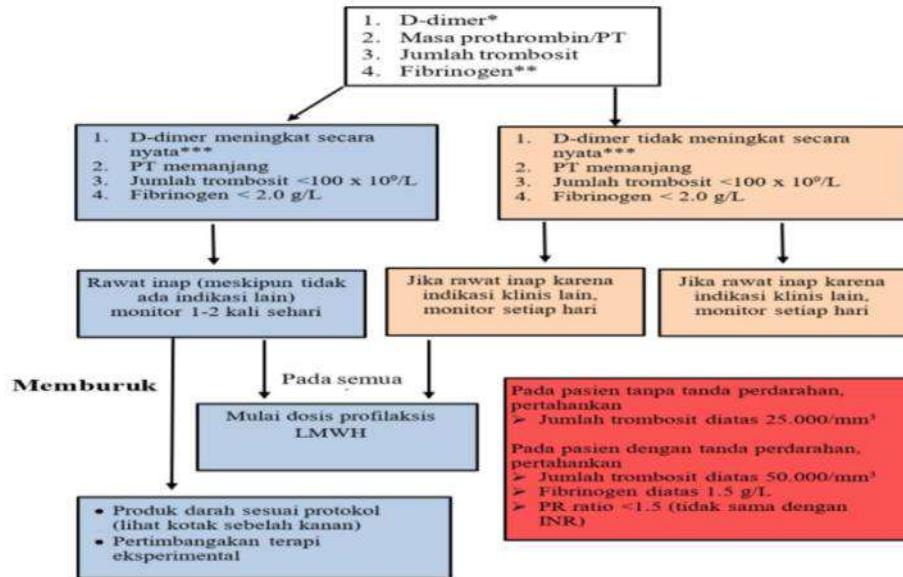 1. D-dimer*
2. Masa prothrombin/PT
3. Jumlah trombosit
4. Fibrinogen**
1. D-dimer meningkat secara
nyata***
2. PT memanjang
3. Jumlah trombosit <100 x 10⁹/L
4. Fibrinogen < 2.0 g/L
1. D-dimer tidak meningkat secara
nyata***
2. PT memanjang
3. Jumlah trombosit <100 x 10⁹/L
4. Fibrinogen < 2.0 g/L
Rawat inap (meskipun tidak
ada indikasi lain)
monitor 1-2 kali sehari
Jika rawat inap karena
indikasi klinis lain,
monitor setiap hari
Jika rawat inap karena
indikasi klinis lain,
monitor setiap hari
Memburuk
Pada semua
Mulai dosis profilaksis
LMWH
Pada pasien tanpa tanda perdarahan,
pertahankan
➢ Jumlah trombosit diatas 25.000/mm³
Pada pasien dengan tanda perdarahan,
pertahankan
➢ Jumlah trombosit diatas 50.000/mm³
➢ Fibrinogen diatas 1.5 g/L
➢ PR ratio <1.5 (tidak sama dengan
INR)
• Produk darah sesuai protokol
(lihat kotak sebelah kanan)
• Pertimbangakan terapi
eksperimental